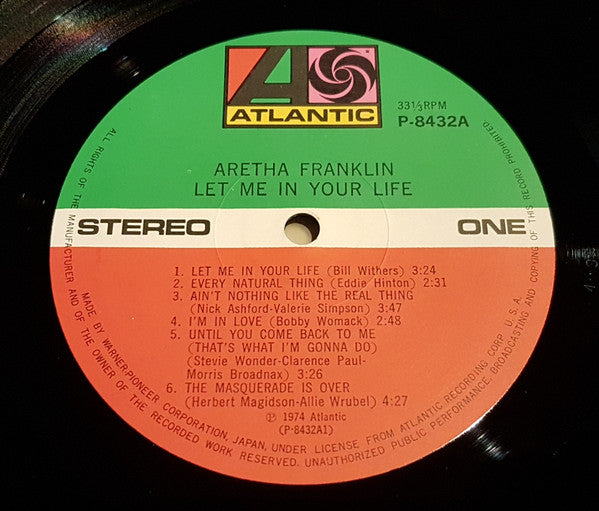 ATLANTIC
33⅓RPM
P-8432A
ARETHA FRANKLIN
LET ME IN YOUR LIFE
STEREO
ONE
1. LET ME IN YOUR LIFE (Bill Withers) 3:24
2. EVERY NATURAL THING (Eddie Hinton) 2:31
3. AIN'T NOTHING LIKE THE REAL THING
(Nick Ashford-Valerie Simpson) 3:47
4. I'M IN LOVE (Bobby Womack) 2:48
5. UNTIL YOU COME BACK TO ME
(THAT'S WHAT I'M GONNA DO)
(Stevie Wonder-Clarence Paul-
Morris Broadnax) 3:26
6. THE MASQUERADE IS OVER
(Herbert Magidson-Allie Wrubel) 4:27
Ⓟ 1974 Atlantic
(P-8432A1)
MADE BY WARNER-PIONEER CORPORATION, JAPAN, UNDER LICENSE FROM ATLANTIC RECORDING CORP. U.S.A.
ALL RIGHTS OF THE MANUFACTURER AND OF THE OWNER OF THE RECORDED WORK RESERVED. UNAUTHORIZED PUBLIC PERFORMANCE, BROADCASTING AND COPYING OF THIS RECORD PROHIBITED.